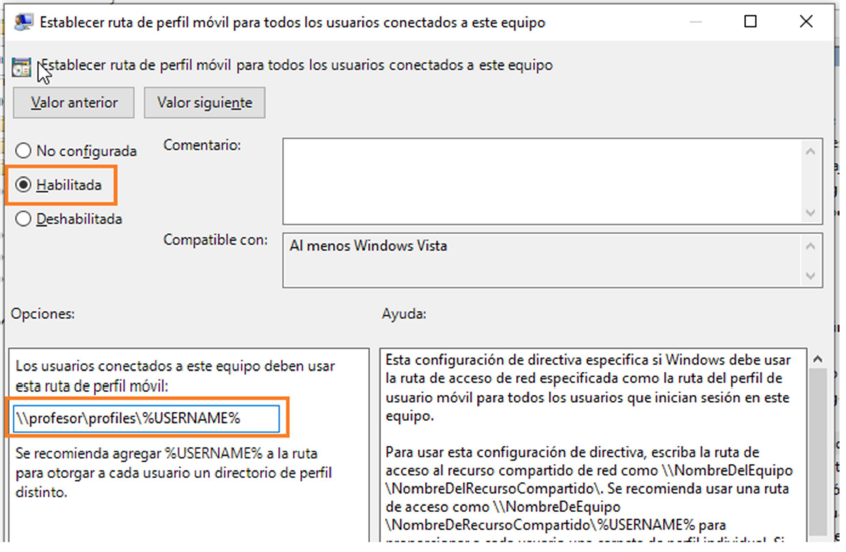 Establecer ruta de perfil móvil para todos los usuarios conectados a este equipo
Establecer ruta de perfil móvil para todos los usuarios conectados a este equipo
Valor anterior
Valor siguiente
No configurada
Comentario:
Habilitada
Deshabilitada
Compatible con:
Al menos Windows Vista
Opciones:
Ayuda:
Los usuarios conectados a este equipo deben usar
esta ruta de perfil móvil:
\\profesor\profiles\%USERNAME%
Se recomienda agregar %USERNAME% a la ruta
para otorgar a cada usuario un directorio de perfil
distinto.
Esta configuración de directiva especifica si Windows debe usar
la ruta de acceso de red especificada como la ruta del perfil de
usuario móvil para todos los usuarios que inician sesión en este
equipo.
Para usar esta configuración de directiva, escriba la ruta de
acceso al recurso compartido de red como \\NombreDelEquipo
\NombreDelRecursoCompartido\. Se recomienda usar una ruta
de acceso como \\NombreDeEquipo
\NombreDeRecursoCompartido\%USERNAME% para